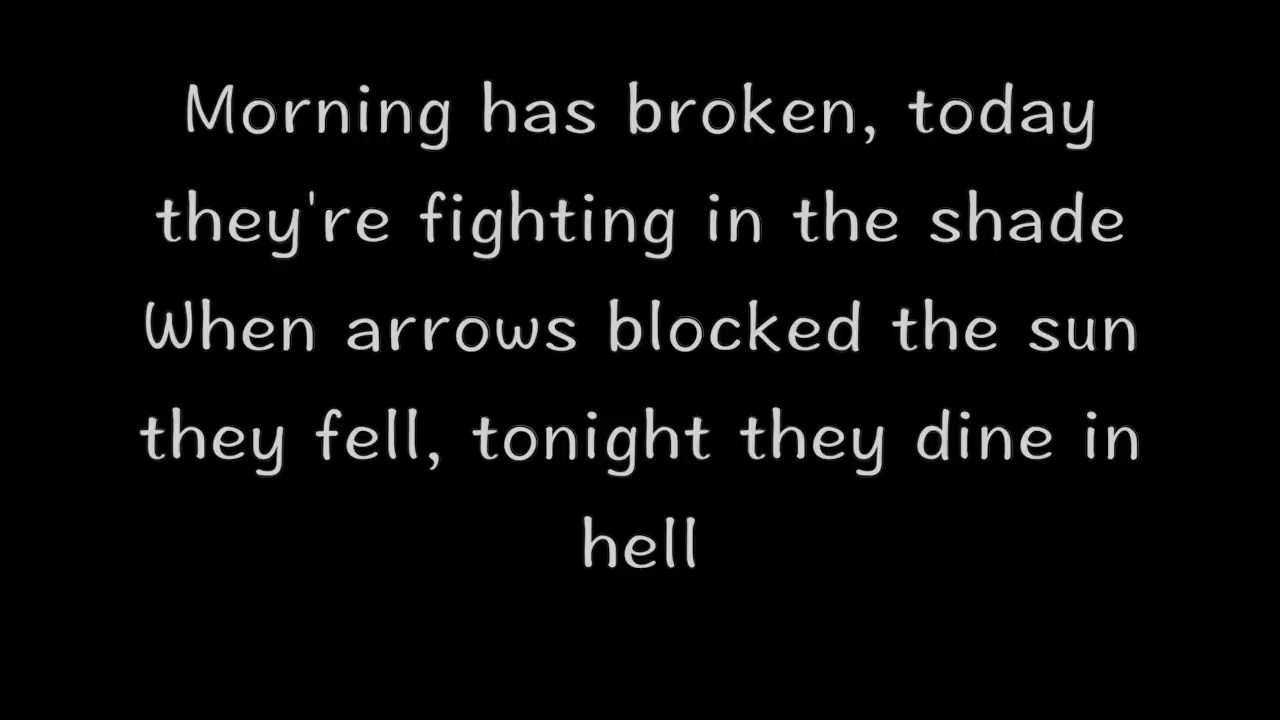 Morning has broken, today
they're fighting in the shade
When arrows blocked the sun
they fell, tonight they dine in
hell